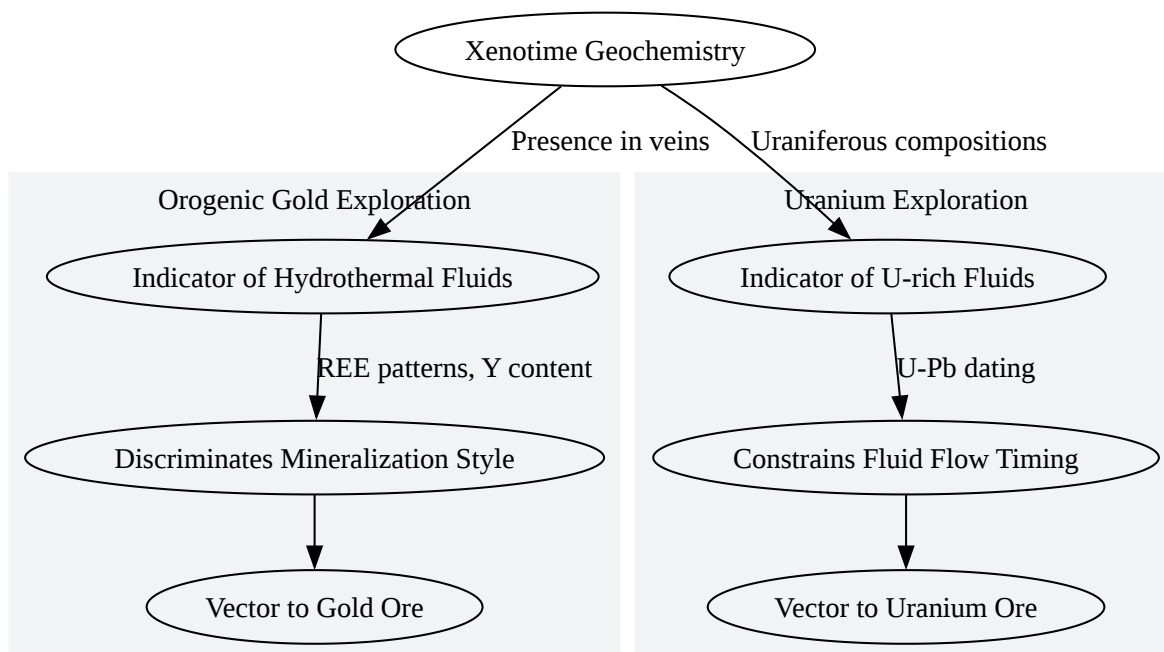 Xenotime Geochemistry
Presence in veins
Uraniferous compositions
Orogenic Gold Exploration
Uranium Exploration
Indicator of Hydrothermal Fluids
Indicator of U-rich Fluids
REE patterns, Y content
U-Pb dating
Discriminates Mineralization Style
Constrains Fluid Flow Timing
Vector to Gold Ore
Vector to Uranium Ore